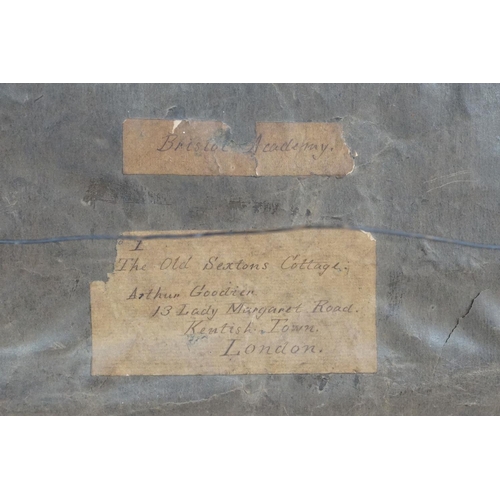 Bristol Academy.
1
The Old Sextons Cottage.
Arthur Goodier
13 Lady Margaret Road.
Kentish Town.
London.